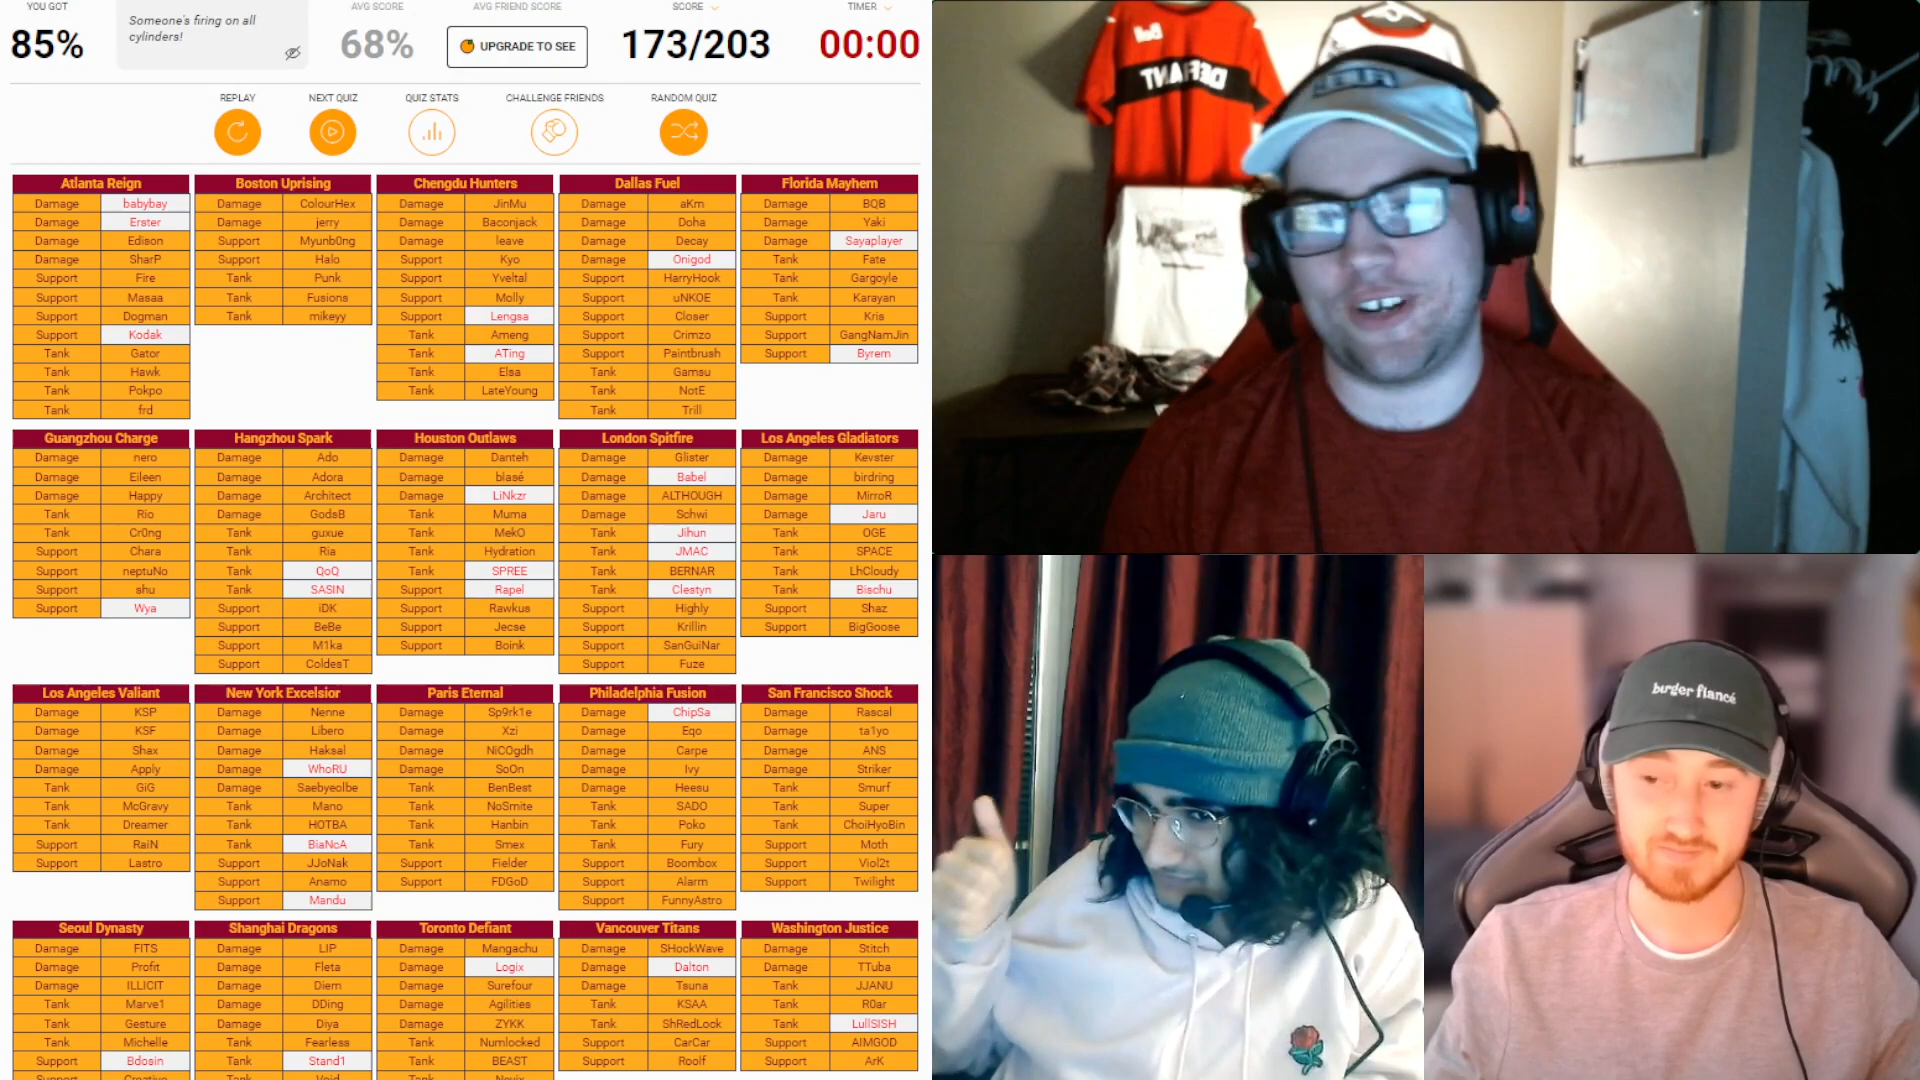 YOU GOT
85%
Someone's firing on all
cylinders!
AVG SCORE
68%
AVG FRIEND SCORE
UPGRADE TO SEE
SCORE
173/203
TIMER
00:00
REPLAY
NEXT QUIZ
QUIZ STATS
CHALLENGE FRIENDS
RANDOM QUIZ
Atlanta Reign
Damage babybay
Damage Erster
Damage Edison
Damage SharP
Support Fire
Support Masaa
Support Dogman
Support Kodak
Tank Gator
Tank Hawk
Tank Pokpo
Tank frd
Boston Uprising
Damage ColourHex
Damage jerry
Support Myunb0ng
Support Halo
Tank Punk
Tank Fusions
Tank mikeyy
Chengdu Hunters
Damage JinMu
Damage Baconjack
Damage leave
Support Kyo
Support Yveltal
Support Molly
Support Lengsa
Tank Ameng
Tank ATing
Tank Elsa
Tank LateYoung
Dallas Fuel
Damage aKm
Damage Doha
Damage Decay
Damage Onigod
Support HarryHook
Support uNKOE
Support Closer
Support Crimzo
Support Paintbrush
Tank Gamsu
Tank NotE
Tank Trill
Florida Mayhem
Damage BQB
Damage Yaki
Damage Sayaplayer
Tank Fate
Tank Gargoyle
Tank Karayan
Support Kris
Support GangNamJin
Support Byrem
Guangzhou Charge
Damage nero
Damage Eileen
Damage Happy
Tank Rio
Tank Cr0ng
Support Chara
Support neptuNo
Support shu
Support Wya
Hangzhou Spark
Damage Ado
Damage Adora
Damage Architect
Damage GodsB
Tank guxue
Tank Ria
Tank QoQ
Tank SASIN
Support iDK
Support BeBe
Support M1ka
Support ColdesT
Houston Outlaws
Damage Danteh
Damage blasé
Damage LiNkzr
Tank Muma
Tank MekO
Tank Hydration
Tank SPREE
Support Rapel
Support Rawkus
Support Jecse
Support Boink
London Spitfire
Damage Glister
Damage Babel
Damage ALTHOUGH
Damage Schwi
Tank Jihun
Tank JMAC
Tank BERNAR
Tank Clestyn
Support Highly
Support Krillin
Support SanGuiNar
Support Fuze
Los Angeles Gladiators
Damage Kevster
Damage birdring
Damage MirroR
Damage Jaru
Tank OGE
Tank SPACE
Tank LhCloudy
Tank Bischu
Support Shaz
Support BigGoose
Los Angeles Valiant
Damage KSP
Damage KSF
Damage Shax
Damage Apply
Tank GiG
Tank McGravy
Tank Dreamer
Support RaiN
Support Lastro
New York Excelsior
Damage Nenne
Damage Libero
Damage Haksal
Damage WhoRU
Damage Saebyeolbe
Tank Mano
Tank HOTBA
Tank BiaNcA
Support JJoNak
Support Anamo
Support Mandu
Paris Eternal
Damage Sp9rk1e
Damage Xzi
Damage NiCOgdh
Damage SoOn
Tank BenBest
Tank NoSmite
Tank Hanbin
Tank Smex
Support Fielder
Support FDGoD
Philadelphia Fusion
Damage ChipSa
Damage Eqo
Damage Carpe
Damage Ivy
Damage Heesu
Tank SADO
Tank Poko
Tank Fury
Support Boombox
Support Alarm
Support FunnyAstro
San Francisco Shock
Damage Rascal
Damage ta1yo
Damage ANS
Damage Striker
Tank Smurf
Tank Super
Tank ChoiHyoBin
Support Moth
Support Viol2t
Support Twilight
Seoul Dynasty
Damage FITS
Damage Profit
Damage ILLICIT
Tank Marve1
Tank Gesture
Tank Michelle
Support Bdosin
Support Creative
Shanghai Dragons
Damage LIP
Damage Fleta
Damage Diem
Damage DDing
Damage Diya
Tank Fearless
Tank Stand1
Tank Void
Toronto Defiant
Damage Mangachu
Damage Logix
Damage Surefour
Damage Agilities
Damage ZYKK
Tank Numlocked
Tank BEAST
Tank Nevix
Vancouver Titans
Damage SHockWave
Damage Dalton
Damage Tsuna
Tank KSAA
Tank ShRedLock
Support CarCar
Support Roolf
Washington Justice
Damage Stitch
Damage TTuba
Tank JJANU
Tank R0ar
Tank LullSISH
Support AIMGOD
Support ArK
DEFIANT
burger fiancé